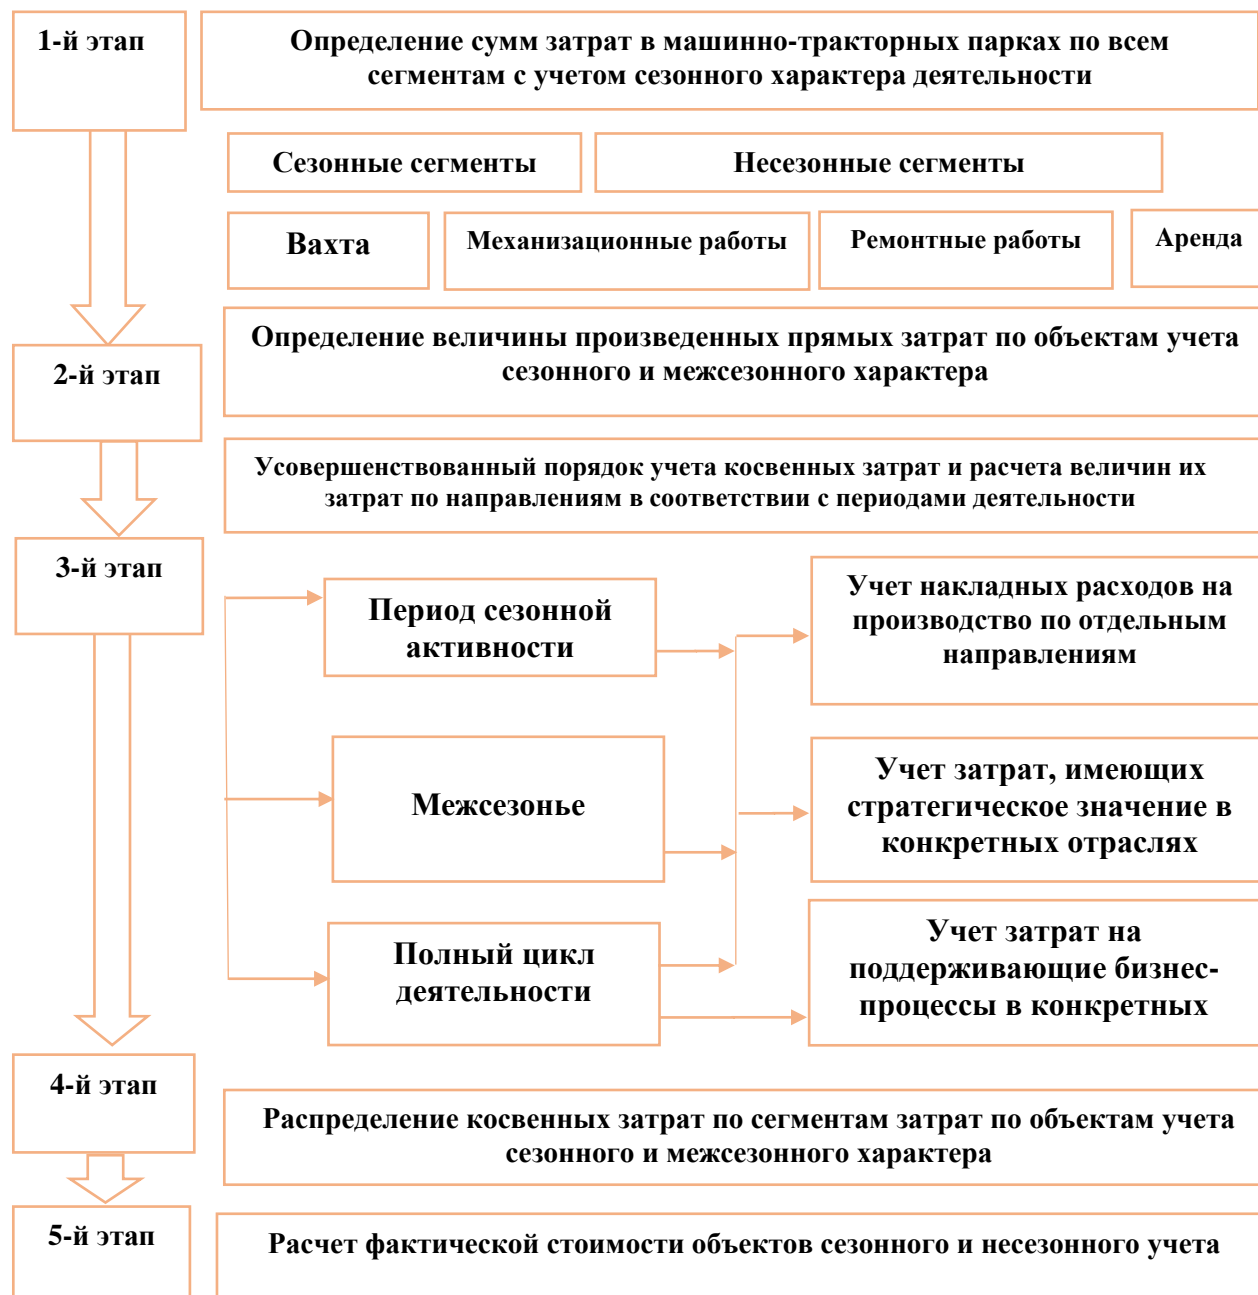 1-й этап
Определение сумм затрат в машинно-тракторных парках по всем
сегментам с учетом сезонного характера деятельности
Сезонные сегменты
Несезонные сегменты
Вахта
Механизационные работы
Ремонтные работы
Аренда
2-й этап
Определение величины произведенных прямых затрат по объектам учета
сезонного и межсезонного характера
Усовершенствованный порядок учета косвенных затрат и расчета величин их
затрат по направлениям в соответствии с периодами деятельности
3-й этап
Период сезонной
активности
Учет накладных расходов на
производство по отдельным
направлениям
Межсезонье
Учет затрат, имеющих
стратегическое значение в
конкретных отраслях
Полный цикл
деятельности
Учет затрат на
поддерживающие бизнес-
процессы в конкретных
4-й этап
Распределение косвенных затрат по сегментам затрат по объектам учета
сезонного и межсезонного характера
5-й этап
Расчет фактической стоимости объектов сезонного и несезонного учета